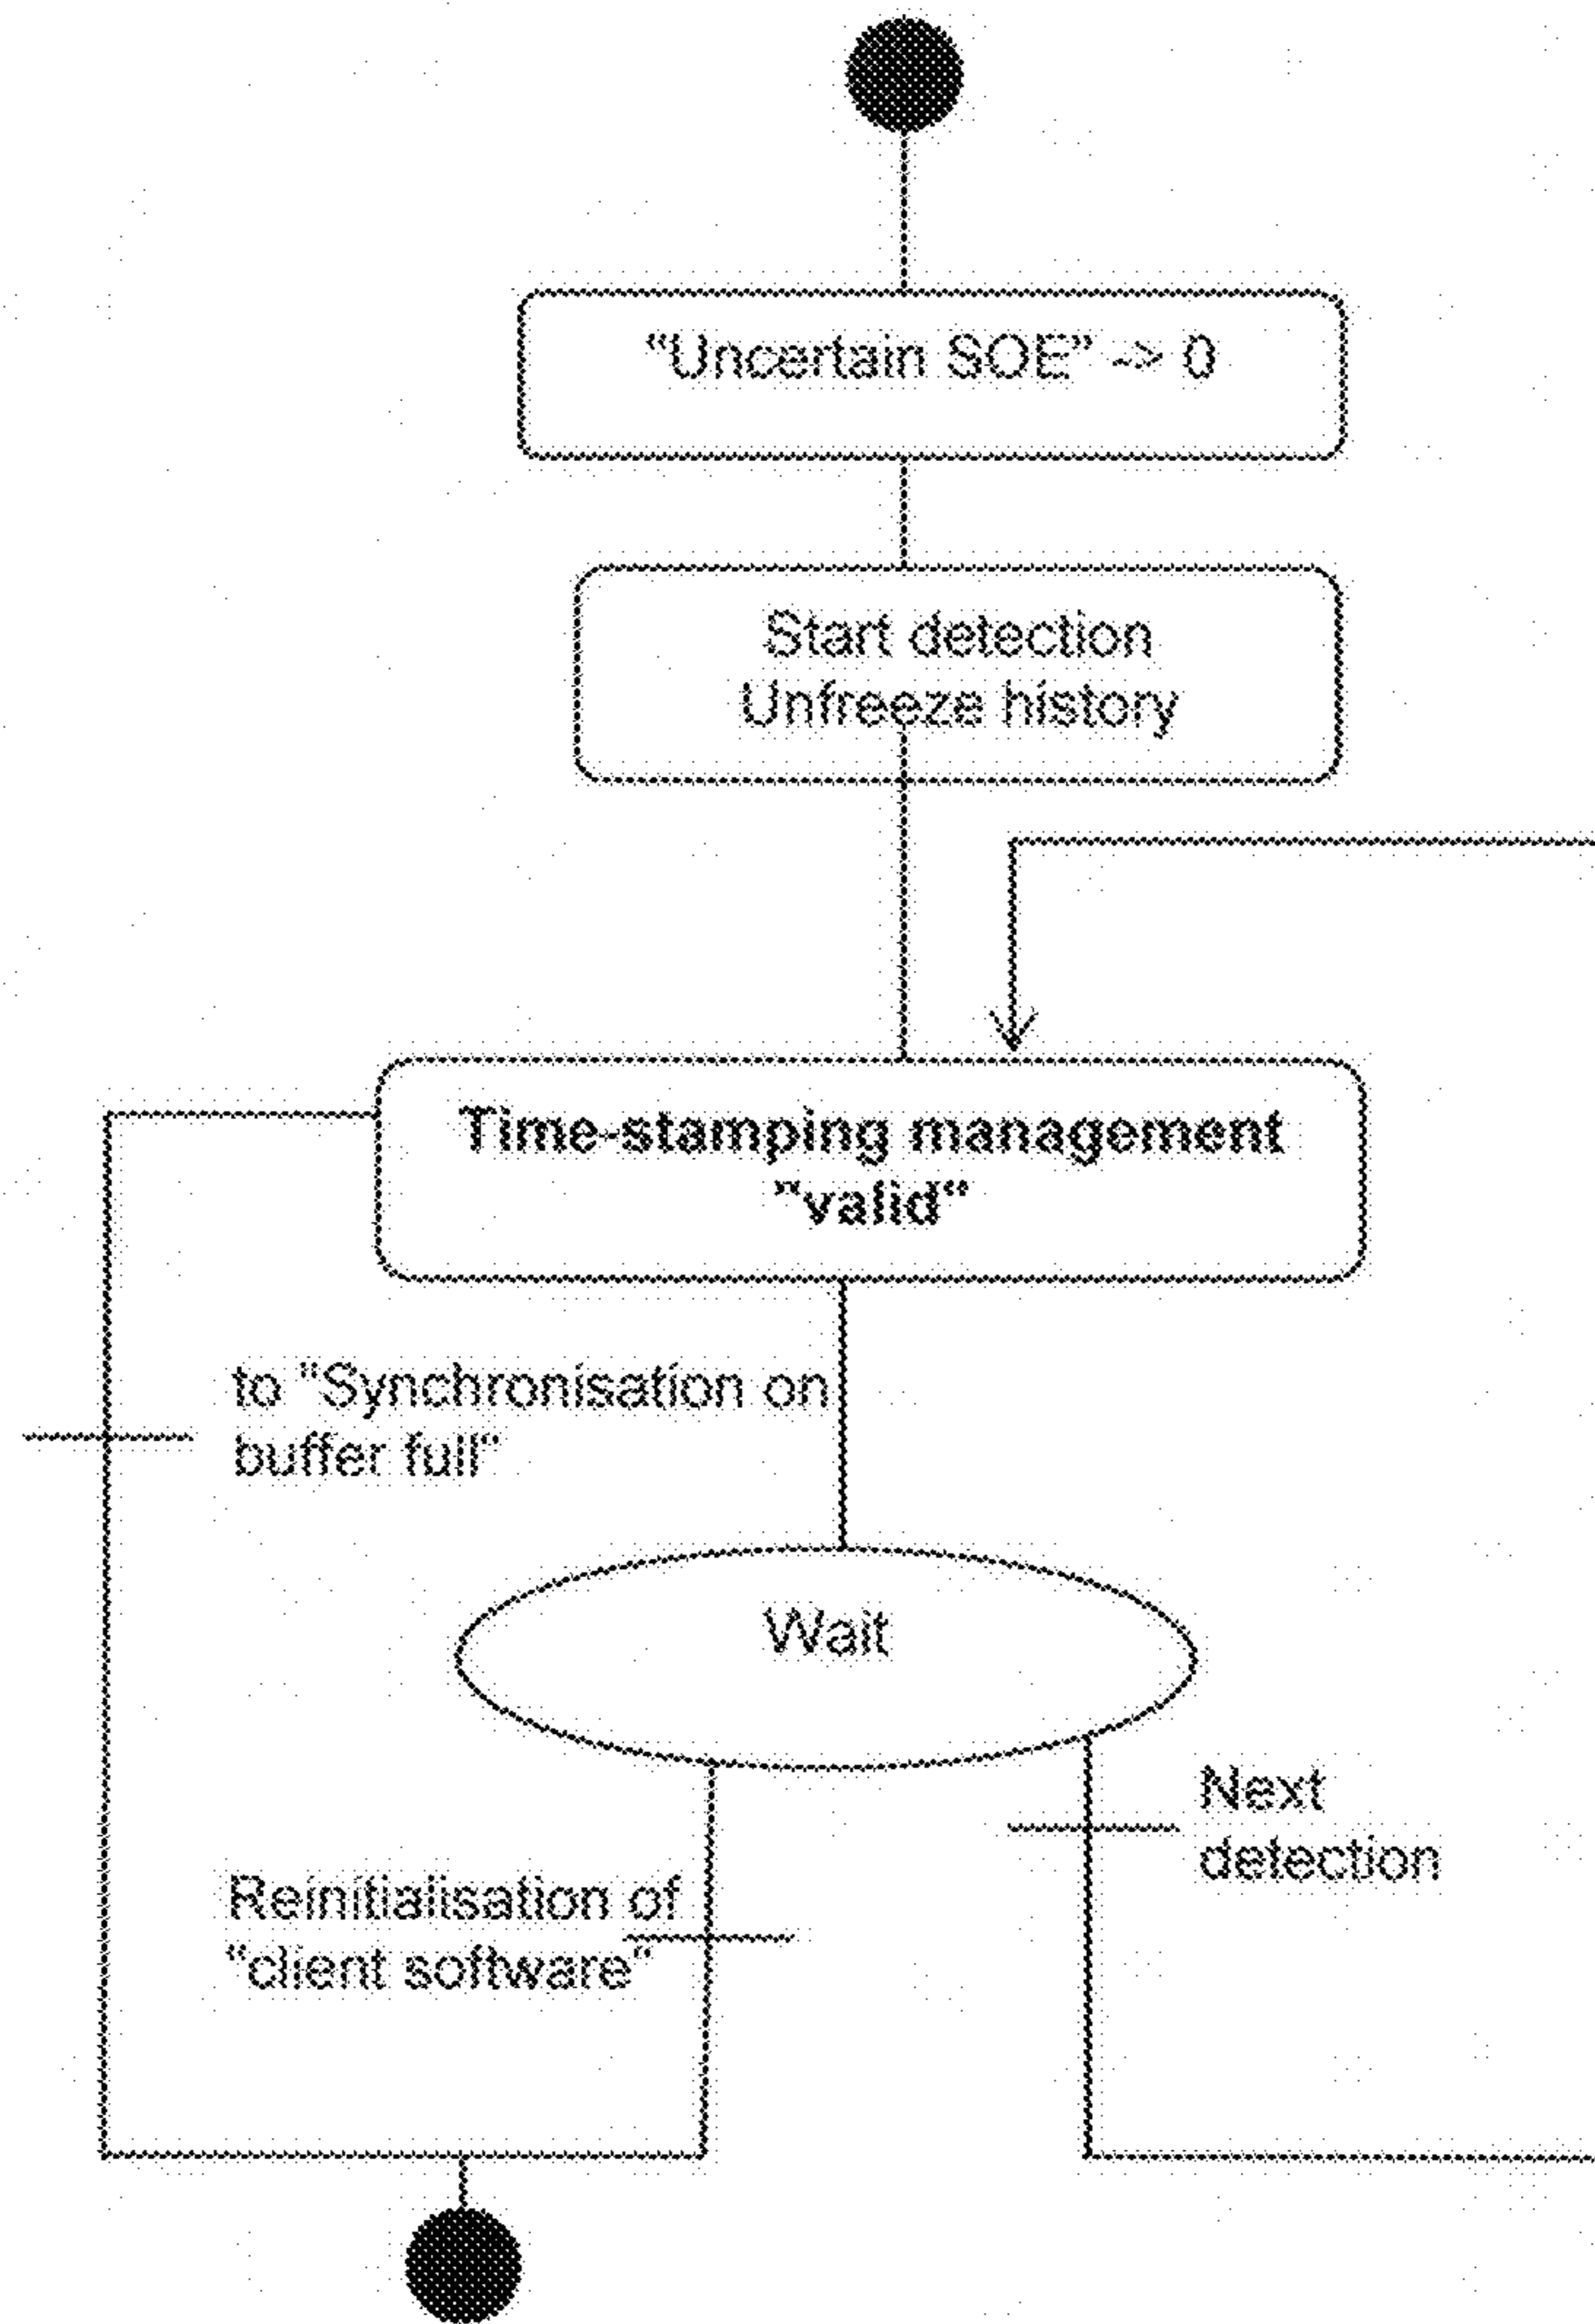 “Uncertain SOE” -> 0
Start detection
Unfreeze history
Time-stamping management
”valid“
to “Synchronisation on
buffer full“
Wait
Next
detection
Reinitialisation of
“client software”